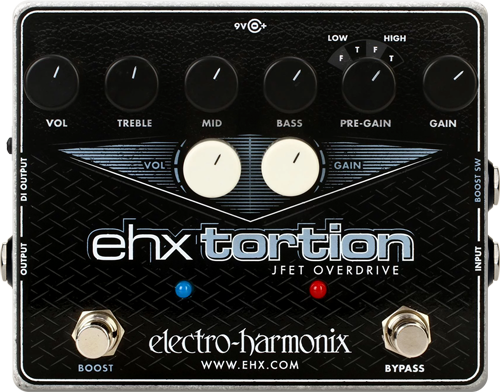 9V
LOW HIGH
F T F T
VOL TREBLE MID BASS PRE-GAIN GAIN
VOL GAIN
DI OUTPUT
BOOST SW
OUTPUT
INPUT
ehx tortion
JFET OVERDRIVE
electro-harmonix
BOOST WWW.EHX.COM BYPASS